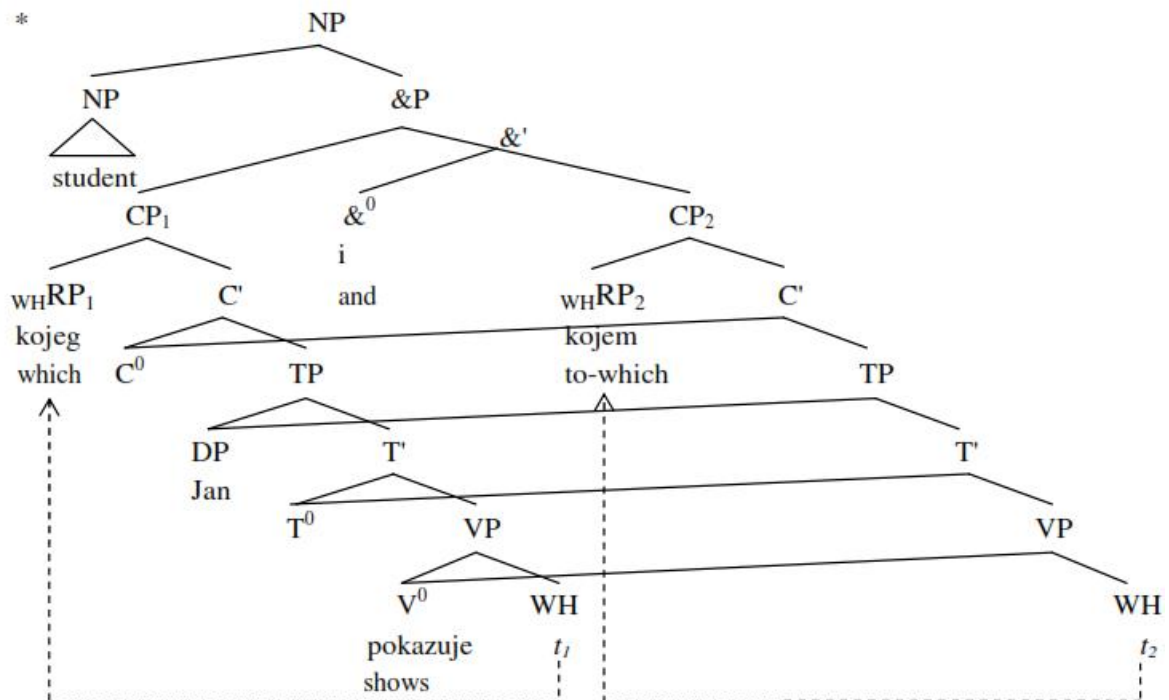 * NP
NP &P
&'
student
CP₁ &⁰ CP₂
i
WHRP₁ C' and WHRP₂ C'
kojeg kojem
which C⁰ TP to-which TP
DP T' T'
Jan
T⁰ VP VP
V⁰ WH WH
pokazuje t₁ t₂
shows